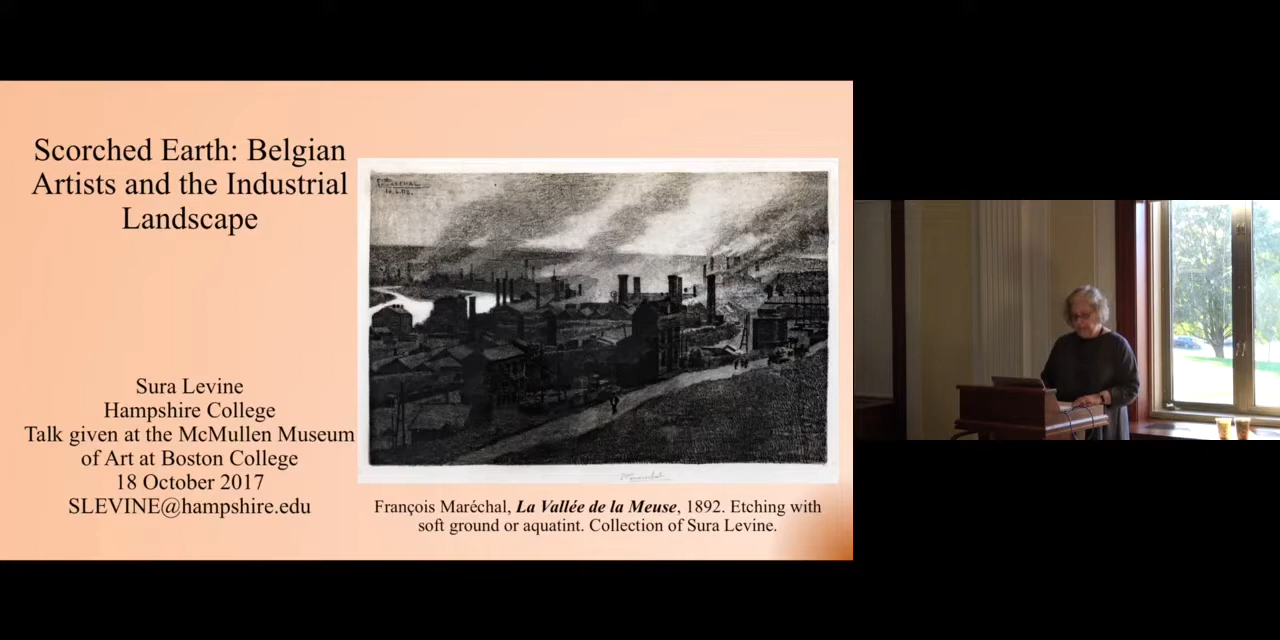 Scorched Earth: Belgian
Artists and the Industrial
Landscape
Sura Levine
Hampshire College
Talk given at the McMullen Museum
of Art at Boston College
18 October 2017
SLEVINE@hampshire.edu
François Maréchal, La Vallée de la Meuse, 1892. Etching with
soft ground or aquatint. Collection of Sura Levine.